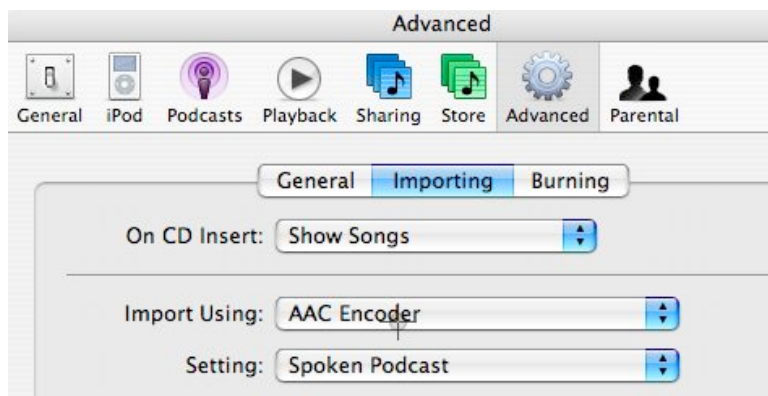 Advanced
General iPod Podcasts Playback Sharing Store Advanced Parental
General Importing Burning
On CD Insert: Show Songs
Import Using: AAC Encoder
Setting: Spoken Podcast